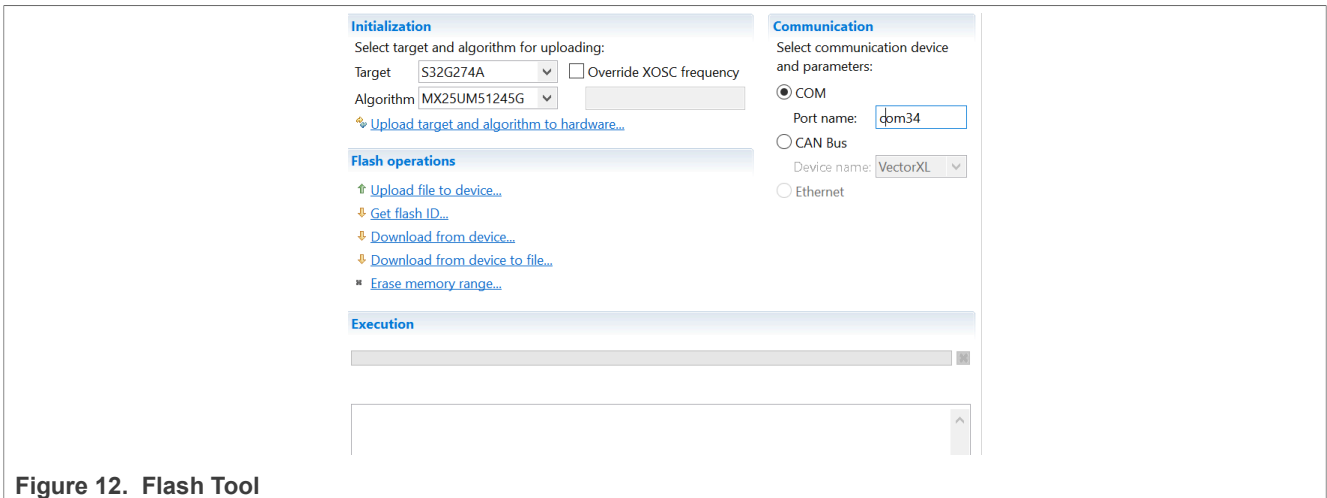 Initialization
Select target and algorithm for uploading:
Target S32G274A Override XOSC frequency
Algorithm MX25UM51245G
Upload target and algorithm to hardware...
Flash operations
Upload file to device...
Get flash ID...
Download from device...
Download from device to file...
Erase memory range...
Communication
Select communication device
and parameters:
COM
Port name: com34
CAN Bus
Device name: VectorXL
Ethernet
Execution
Figure 12. Flash Tool